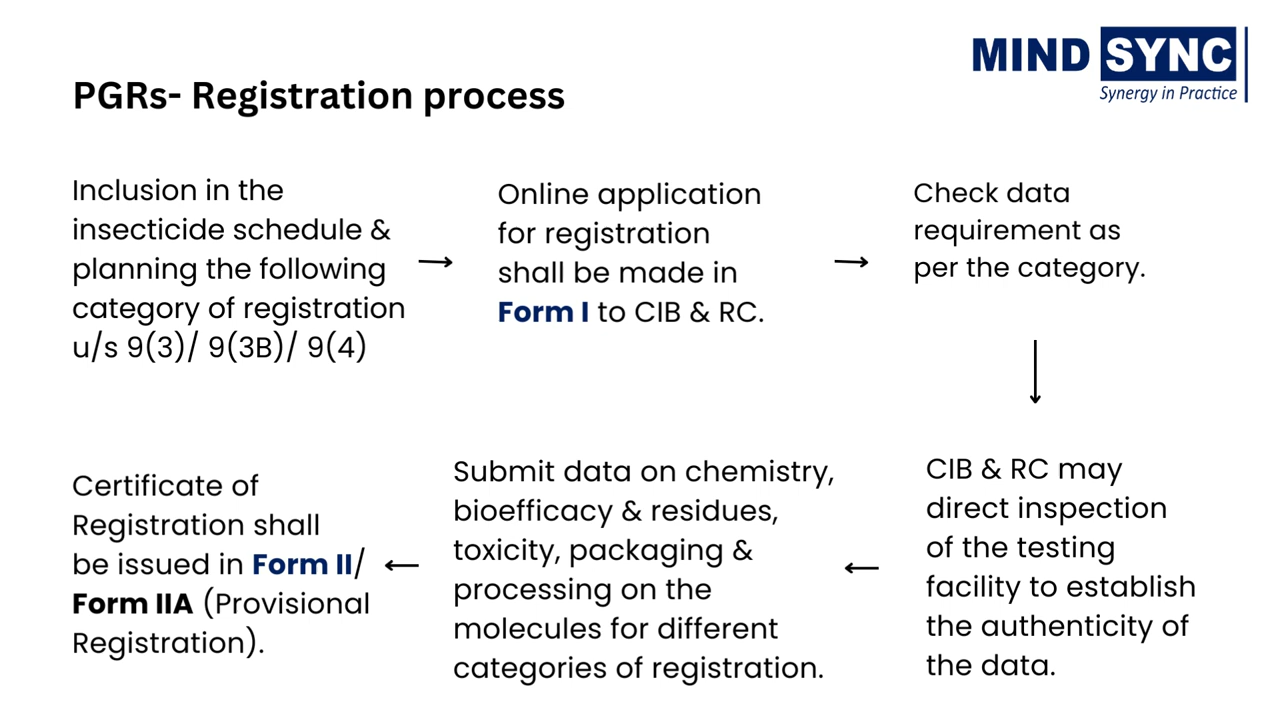 MIND SYNC
Synergy in Practice
PGRs- Registration process
Inclusion in the
insecticide schedule &
planning the following
category of registration
u/s 9(3)/ 9(3B)/ 9(4)
Online application
for registration
shall be made in
Form I to CIB & RC.
Check data
requirement as
per the category.
CIB & RC may
direct inspection
of the testing
facility to establish
the authenticity of
the data.
Submit data on chemistry,
bioefficacy & residues,
toxicity, packaging &
processing on the
molecules for different
categories of registration.
Certificate of
Registration shall
be issued in Form II/
Form IIA (Provisional
Registration).